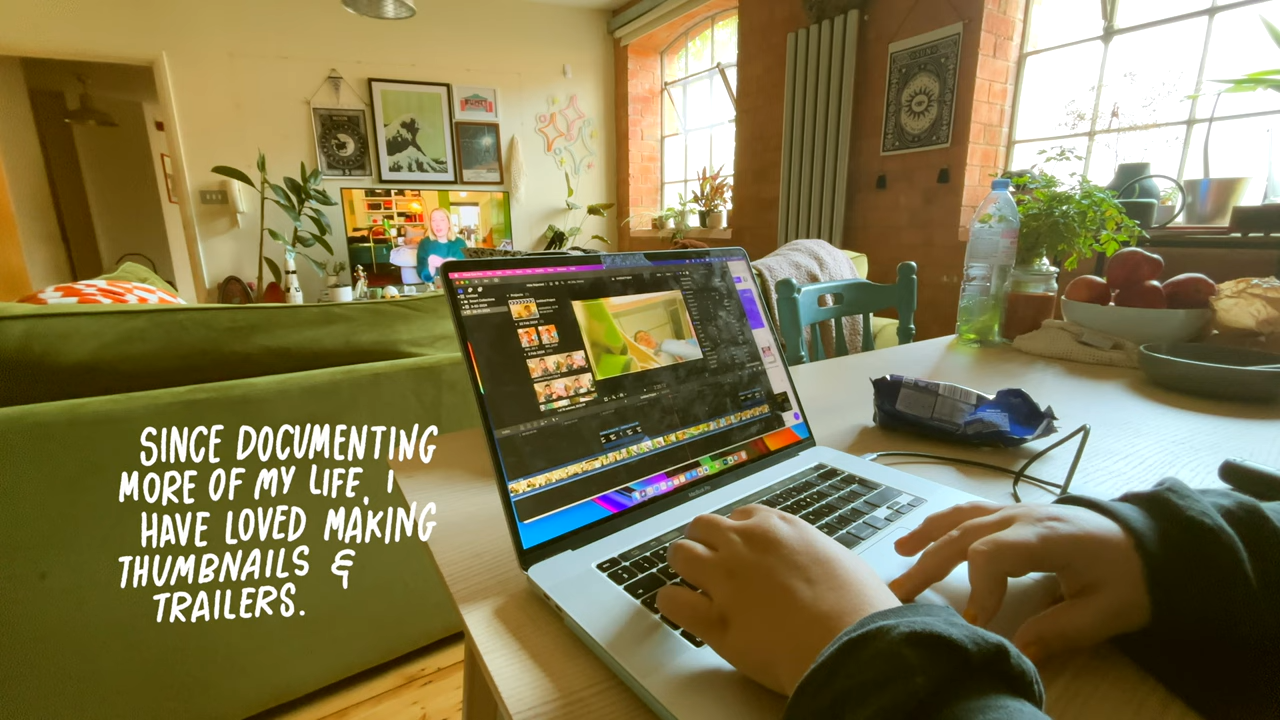 SINCE DOCUMENTING
MORE OF MY LIFE, I
HAVE LOVED MAKING
THUMBNAILS &
TRAILERS.